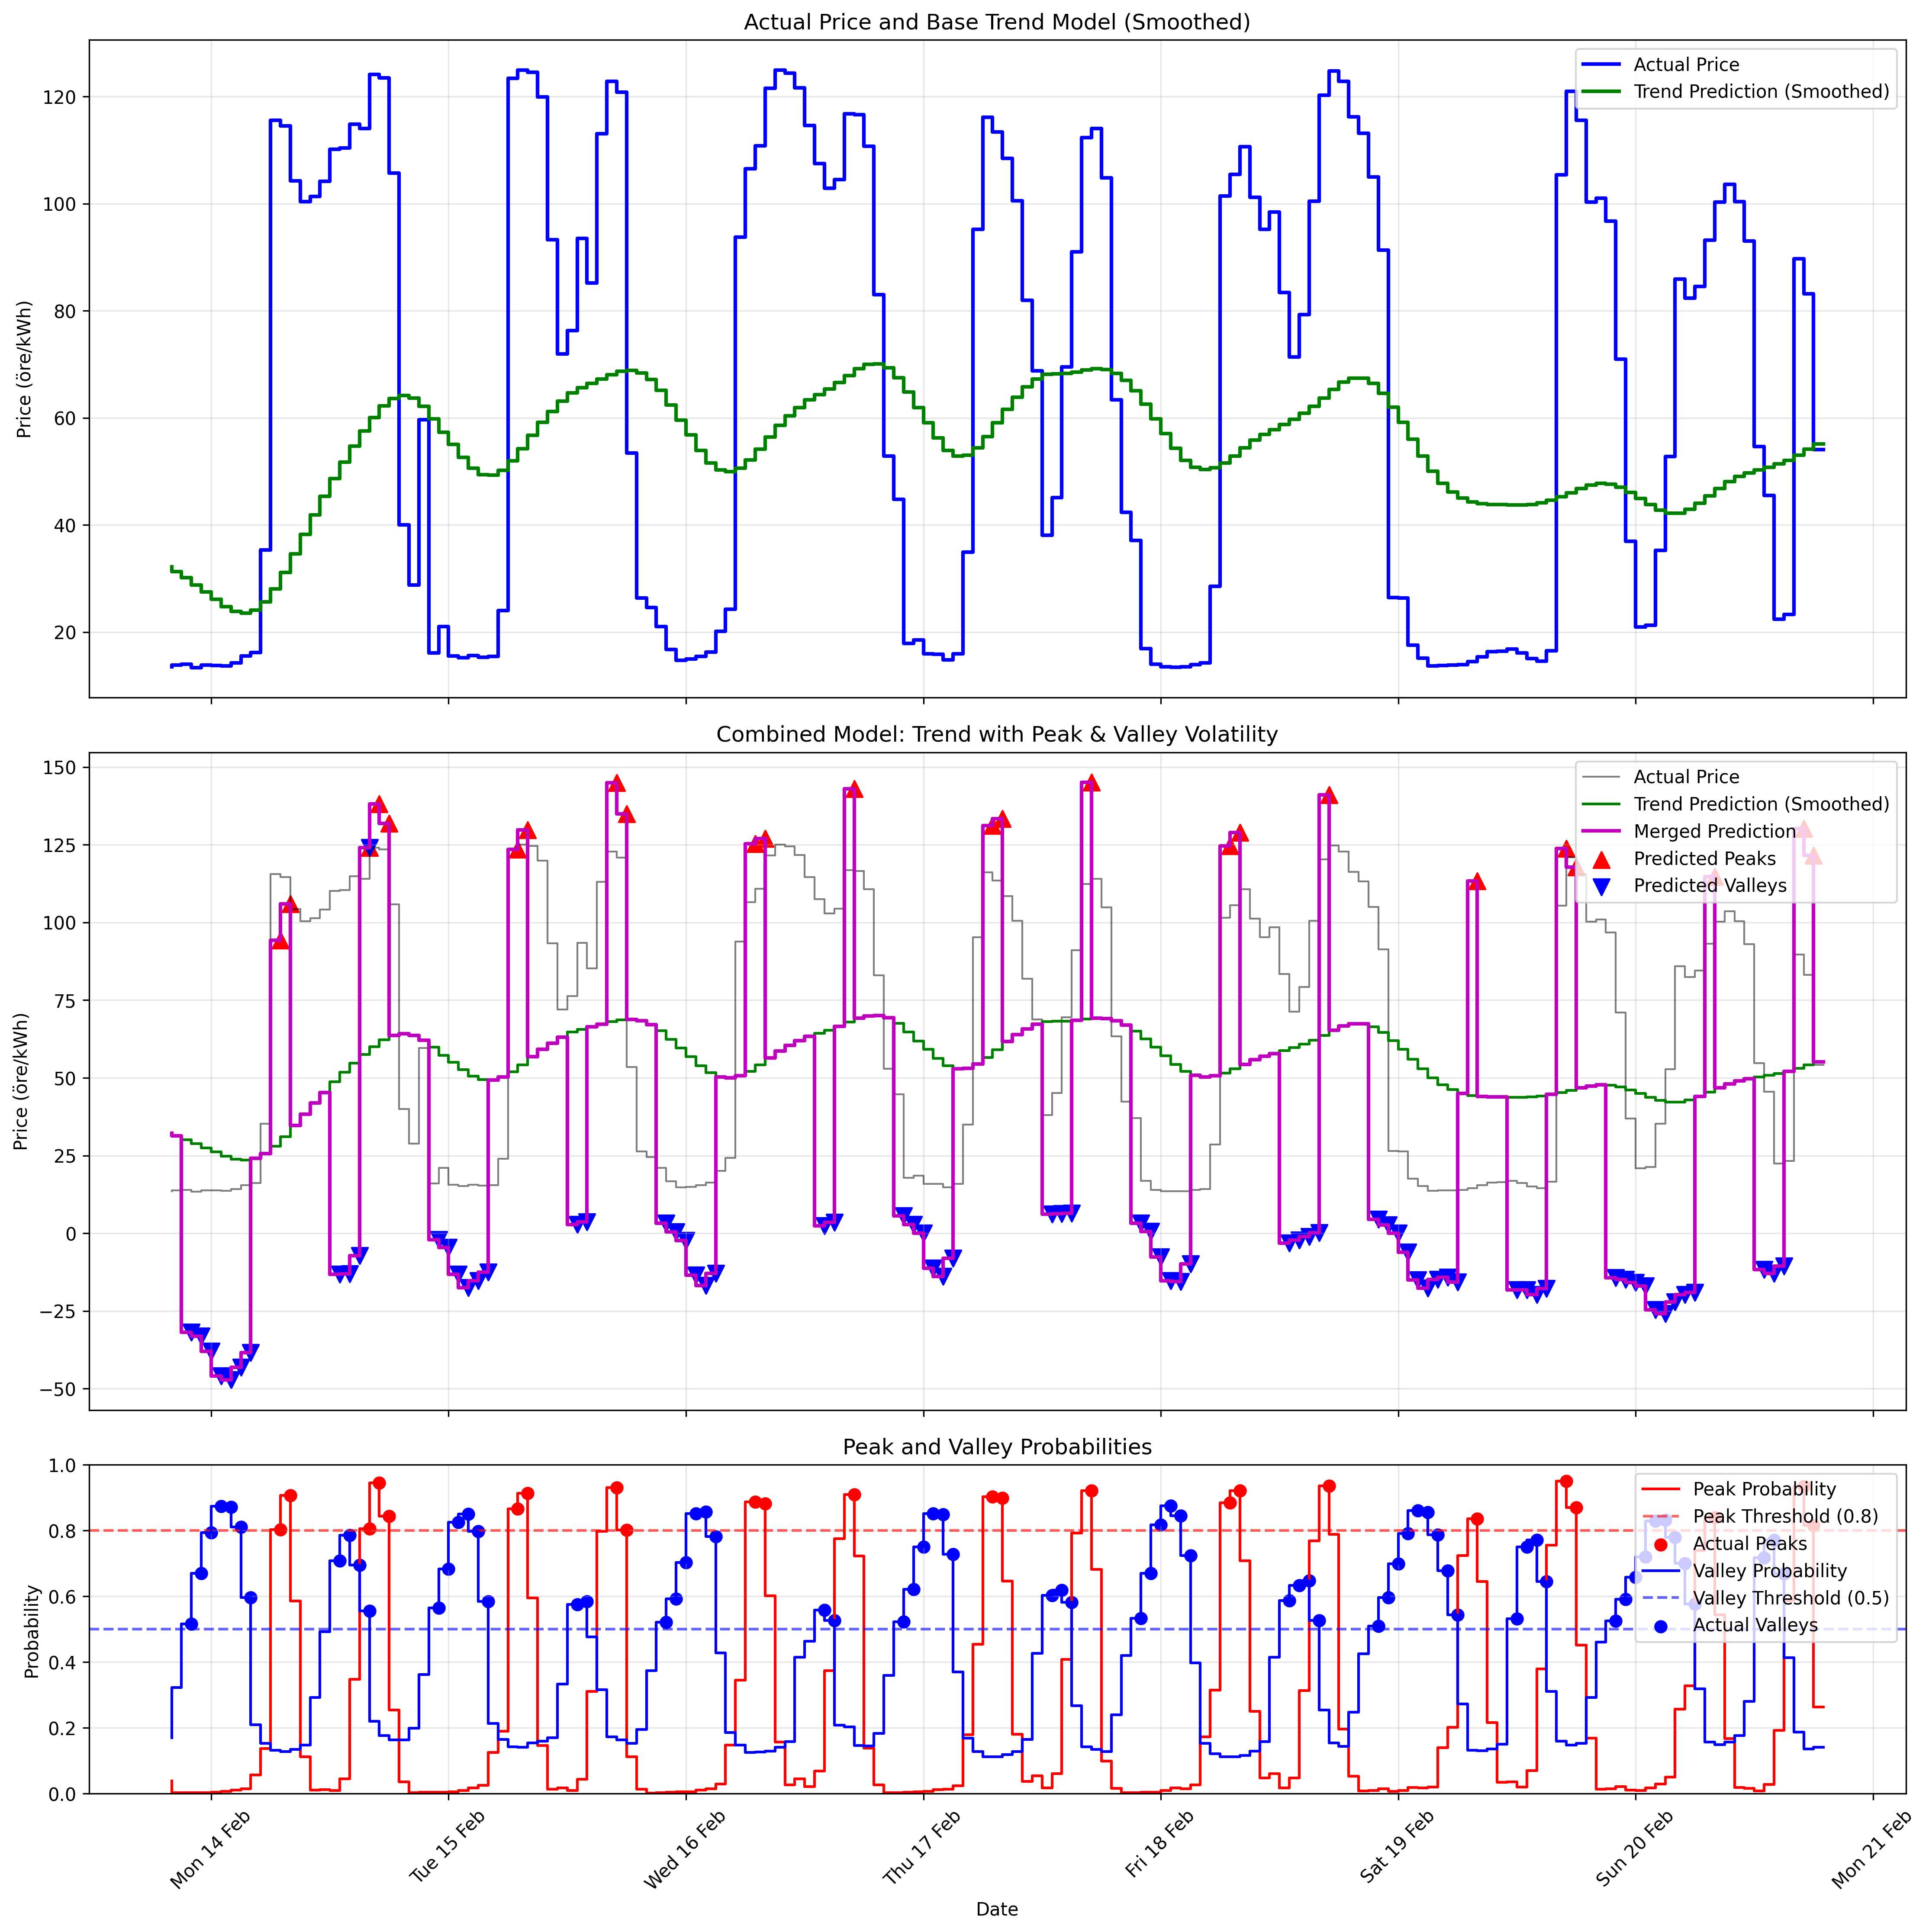 Actual Price and Base Trend Model (Smoothed)
Price (öre/kWh)
120
100
80
60
40
20
Actual Price
Trend Prediction (Smoothed)
Combined Model: Trend with Peak & Valley Volatility
Price (öre/kWh)
150
125
100
75
50
25
0
−25
−50
Actual Price
Trend Prediction (Smoothed)
Merged Prediction
Predicted Peaks
Predicted Valleys
Peak and Valley Probabilities
Probability
1.0
0.8
0.6
0.4
0.2
0.0
Peak Probability
Peak Threshold (0.8)
Actual Peaks
Valley Probability
Valley Threshold (0.5)
Actual Valleys
Mon 14 Feb
Tue 15 Feb
Wed 16 Feb
Thu 17 Feb
Fri 18 Feb
Sat 19 Feb
Sun 20 Feb
Mon 21 Feb
Date